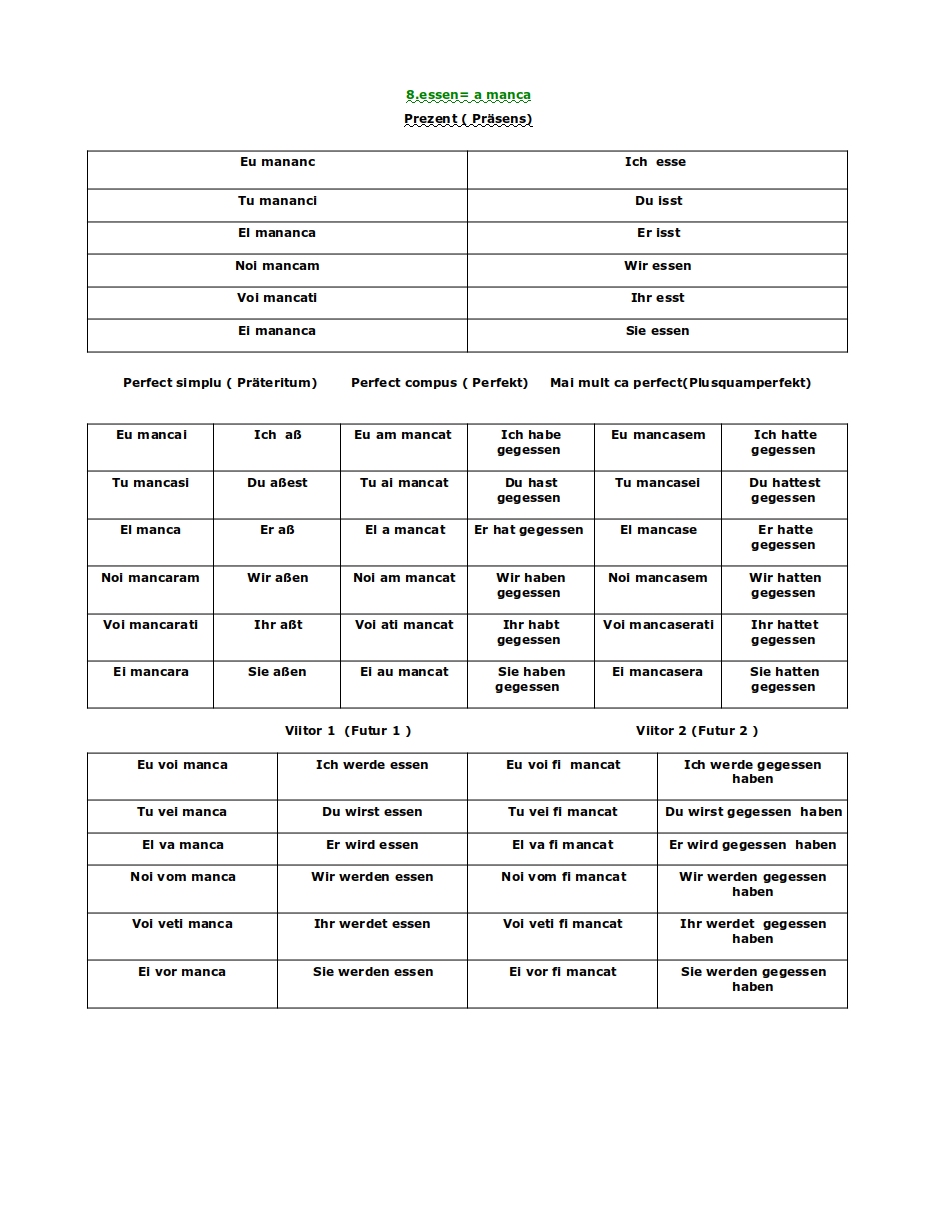 8.essen= a manca
Prezent ( Präsens)
Eu mananc Ich esse
Tu mananci Du isst
El mananca Er isst
Noi mancam Wir essen
Voi mancati Ihr esst
Ei mananca Sie essen
Perfect simplu ( Präteritum) Perfect compus ( Perfekt) Mai mult ca perfect(Plusquamperfekt)
Eu mancai Ich aß Eu am mancat Ich habe Eu mancasem Ich hatte
gegessen gegessen
Tu mancasi Du aßest Tu ai mancat Du hast Tu mancasei Du hattest
gegessen gegessen
El manca Er aß El a mancat Er hat gegessen El mancase Er hatte
gegessen
Noi mancaram Wir aßen Noi am mancat Wir haben Noi mancasem Wir hatten
gegessen gegessen
Voi mancarati Ihr aßt Voi ati mancat Ihr habt Voi mancaserati Ihr hattet
gegessen gegessen
Ei mancara Sie aßen Ei au mancat Sie haben Ei mancasera Sie hatten
gegessen gegessen
Viitor 1 (Futur 1 ) Viitor 2 (Futur 2 )
Eu voi manca Ich werde essen Eu voi fi mancat Ich werde gegessen
haben
Tu vei manca Du wirst essen Tu vei fi mancat Du wirst gegessen haben
El va manca Er wird essen El va fi mancat Er wird gegessen haben
Noi vom manca Wir werden essen Noi vom fi mancat Wir werden gegessen
haben
Voi veti manca Ihr werdet essen Voi veti fi mancat Ihr werdet gegessen
haben
Ei vor manca Sie werden essen Ei vor fi mancat Sie werden gegessen
haben